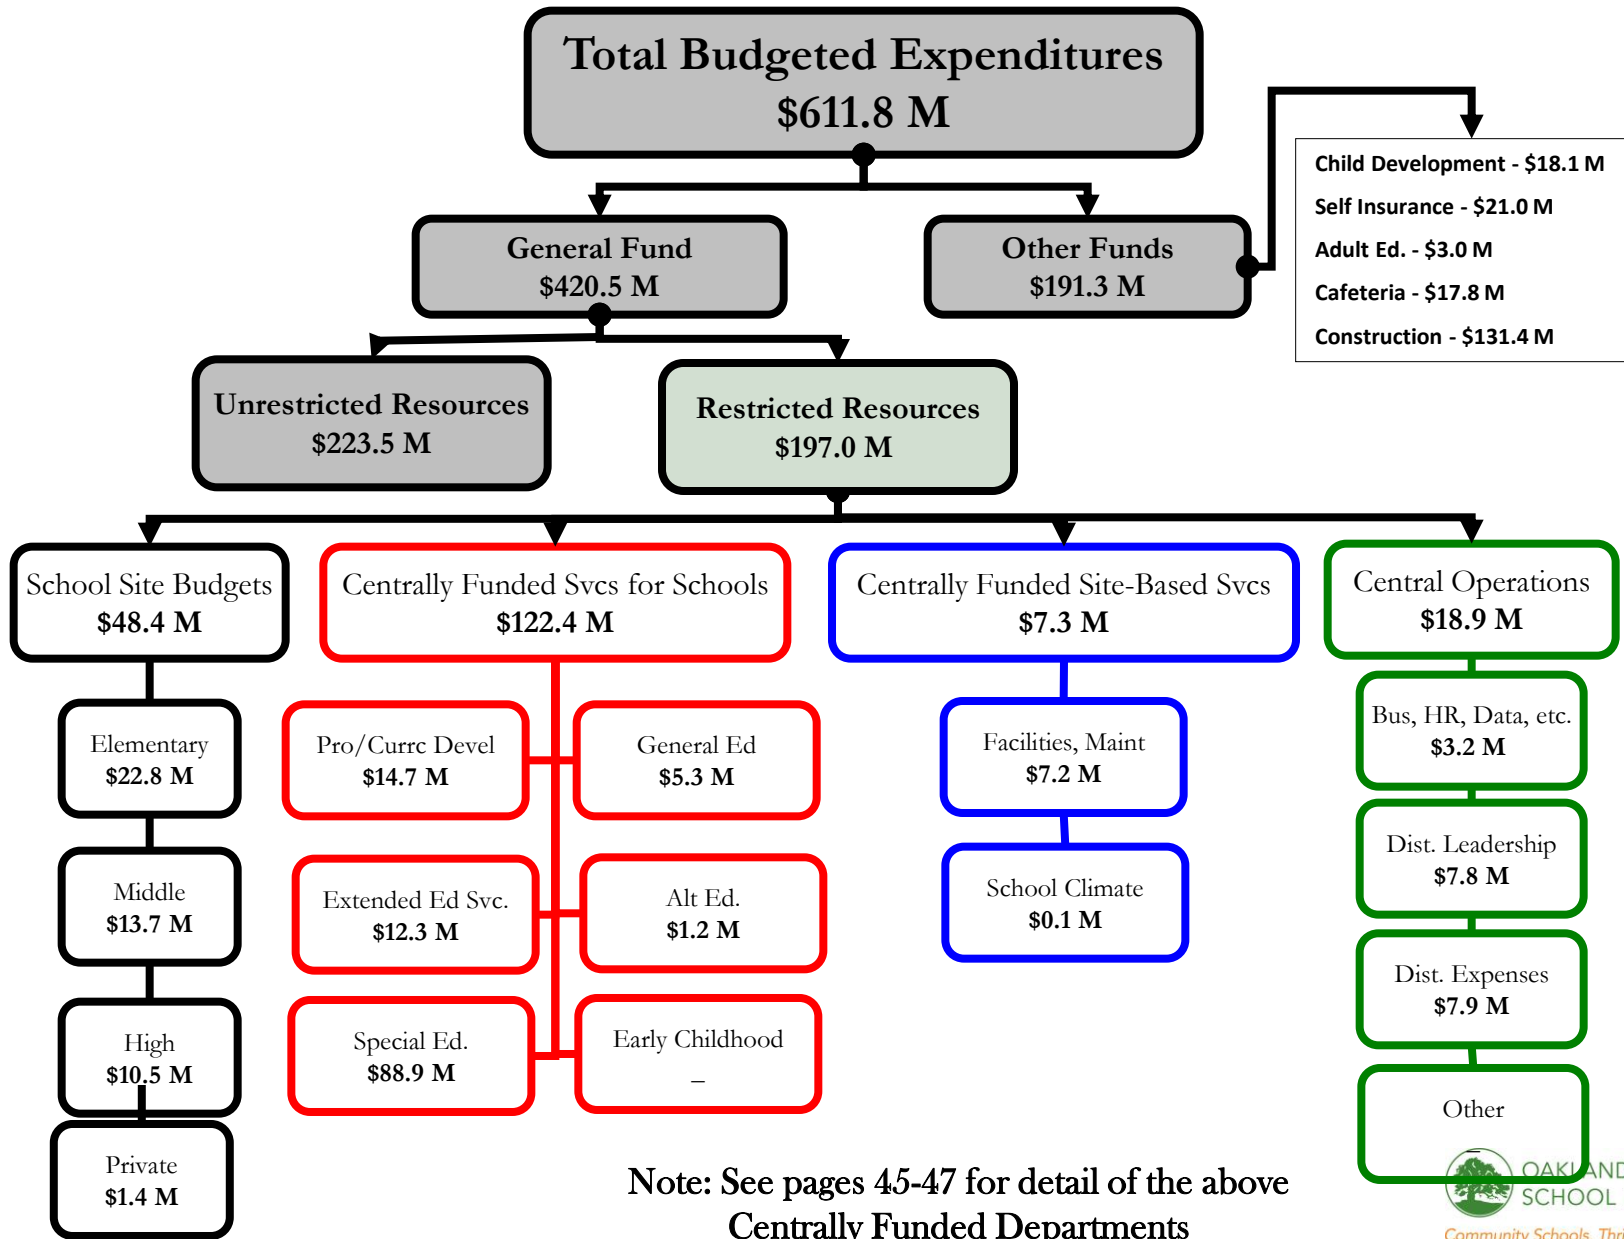 Total Budgeted Expenditures
$611.8 M
Child Development - $18.1 M
Self Insurance - $21.0 M
Adult Ed. - $3.0 M
Cafeteria - $17.8 M
Construction - $131.4 M
General Fund
$420.5 M
Other Funds
$191.3 M
Unrestricted Resources
$223.5 M
Restricted Resources
$197.0 M
School Site Budgets
$48.4 M
Centrally Funded Svcs for Schools
$122.4 M
Centrally Funded Site-Based Svcs
$7.3 M
Central Operations
$18.9 M
Elementary
$22.8 M
Middle
$13.7 M
High
$10.5 M
Private
$1.4 M
Pro/Currc Devel
$14.7 M
General Ed
$5.3 M
Extended Ed Svc.
$12.3 M
Alt Ed.
$1.2 M
Special Ed.
$88.9 M
Early Childhood
–
Facilities, Maint
$7.2 M
School Climate
$0.1 M
Bus, HR, Data, etc.
$3.2 M
Dist. Leadership
$7.8 M
Dist. Expenses
$7.9 M
Other
–
Note: See pages 45-47 for detail of the above
Centrally Funded Departments
OAKLAND
SCHOOL
Community Schools, Thri